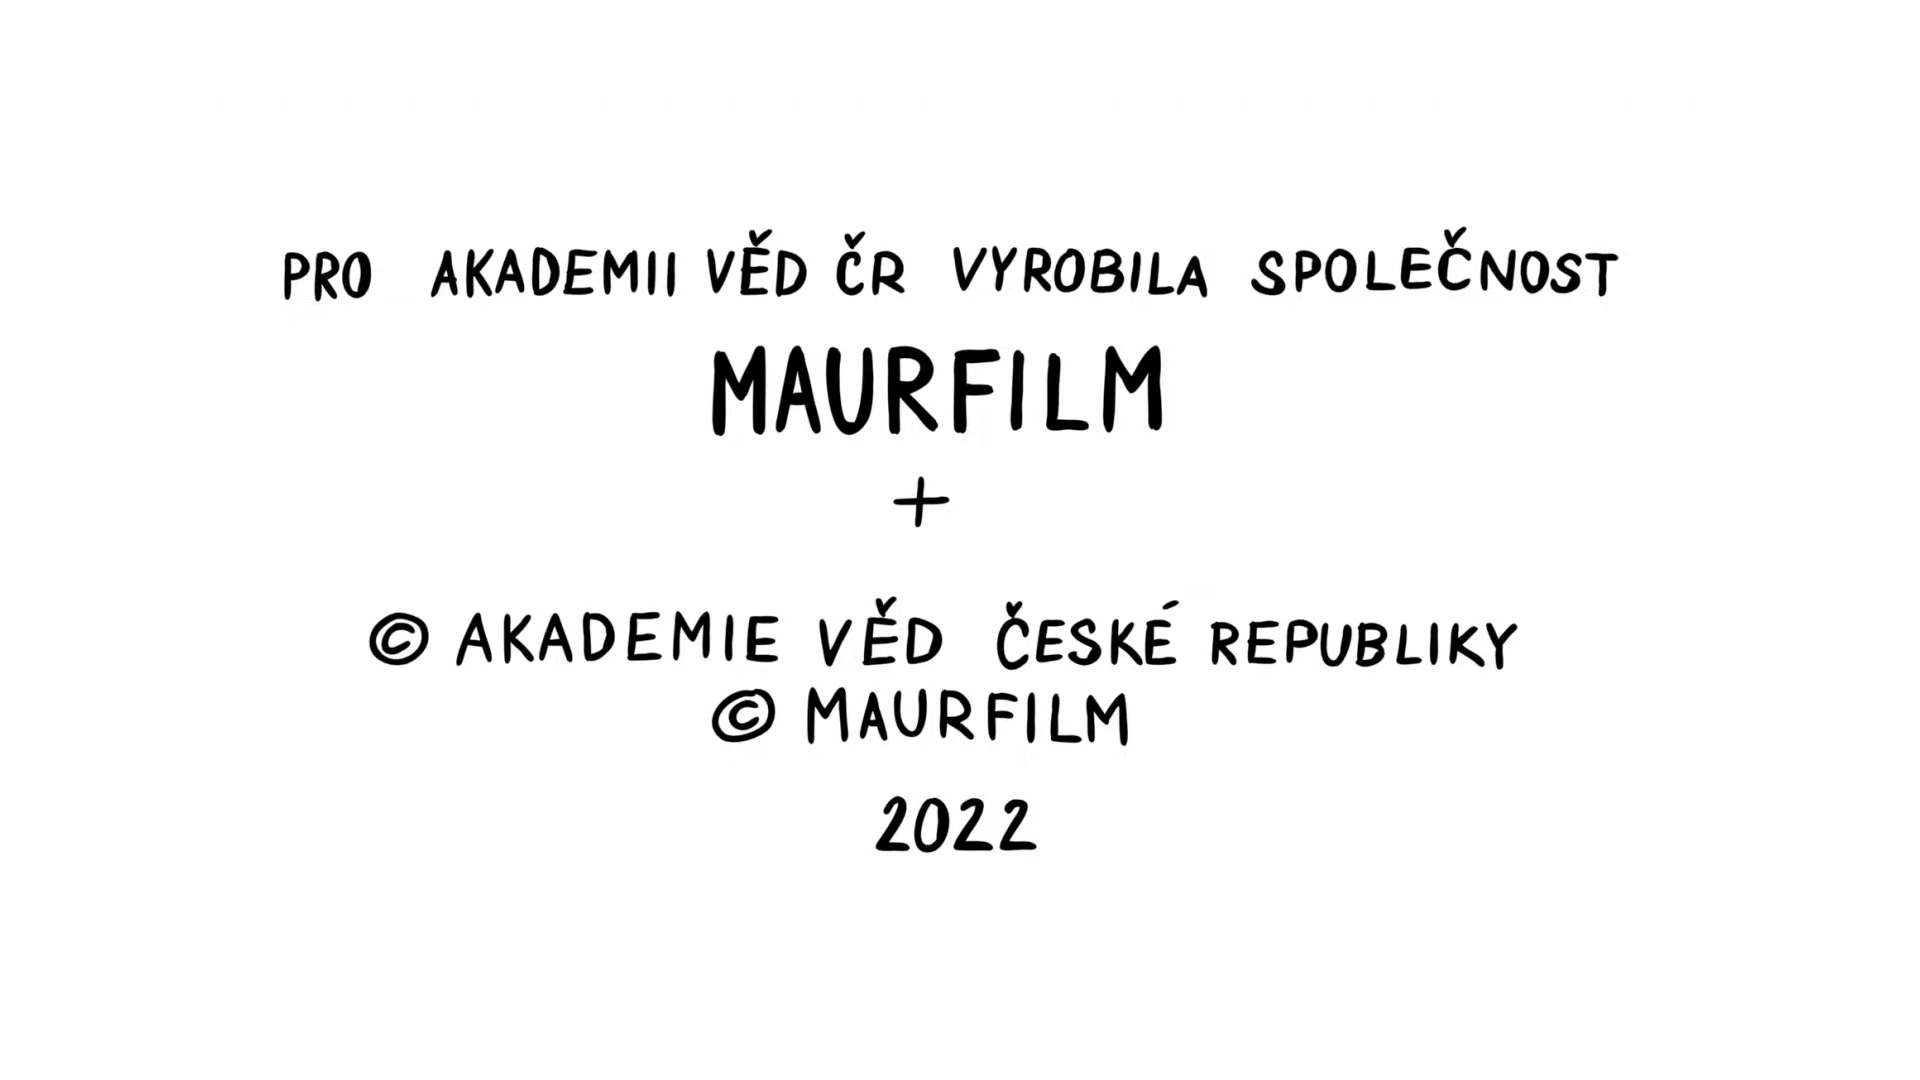 PRO AKADEMII VĚD ČR VYROBILA SPOLEČNOST
MAURFILM
+
© AKADEMIE VĚD ČESKÉ REPUBLIKY
© MAURFILM
2022